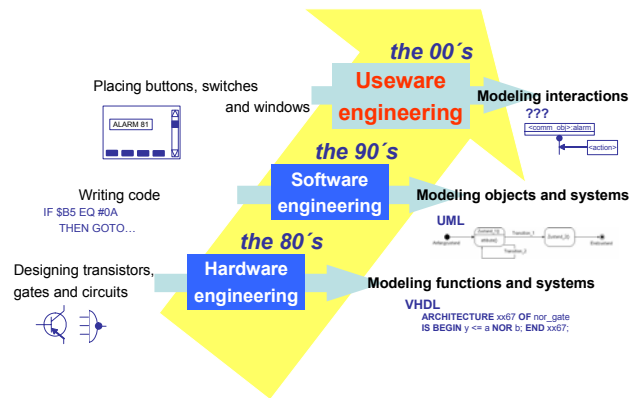 the 00´s
Placing buttons, switches
and windows
Useware
engineering
Modeling interactions
???
<comm_obj>:alarm
<action>
ALARM 81
the 90´s
Writing code
IF $B5 EQ #0A
THEN GOTO…
Software
engineering
Modeling objects and systems
UML
the 80´s
Designing transistors,
gates and circuits
Hardware
engineering
Modeling functions and systems
VHDL
ARCHITECTURE xx67 OF nor_gate
IS BEGIN y <= a NOR b; END xx67;